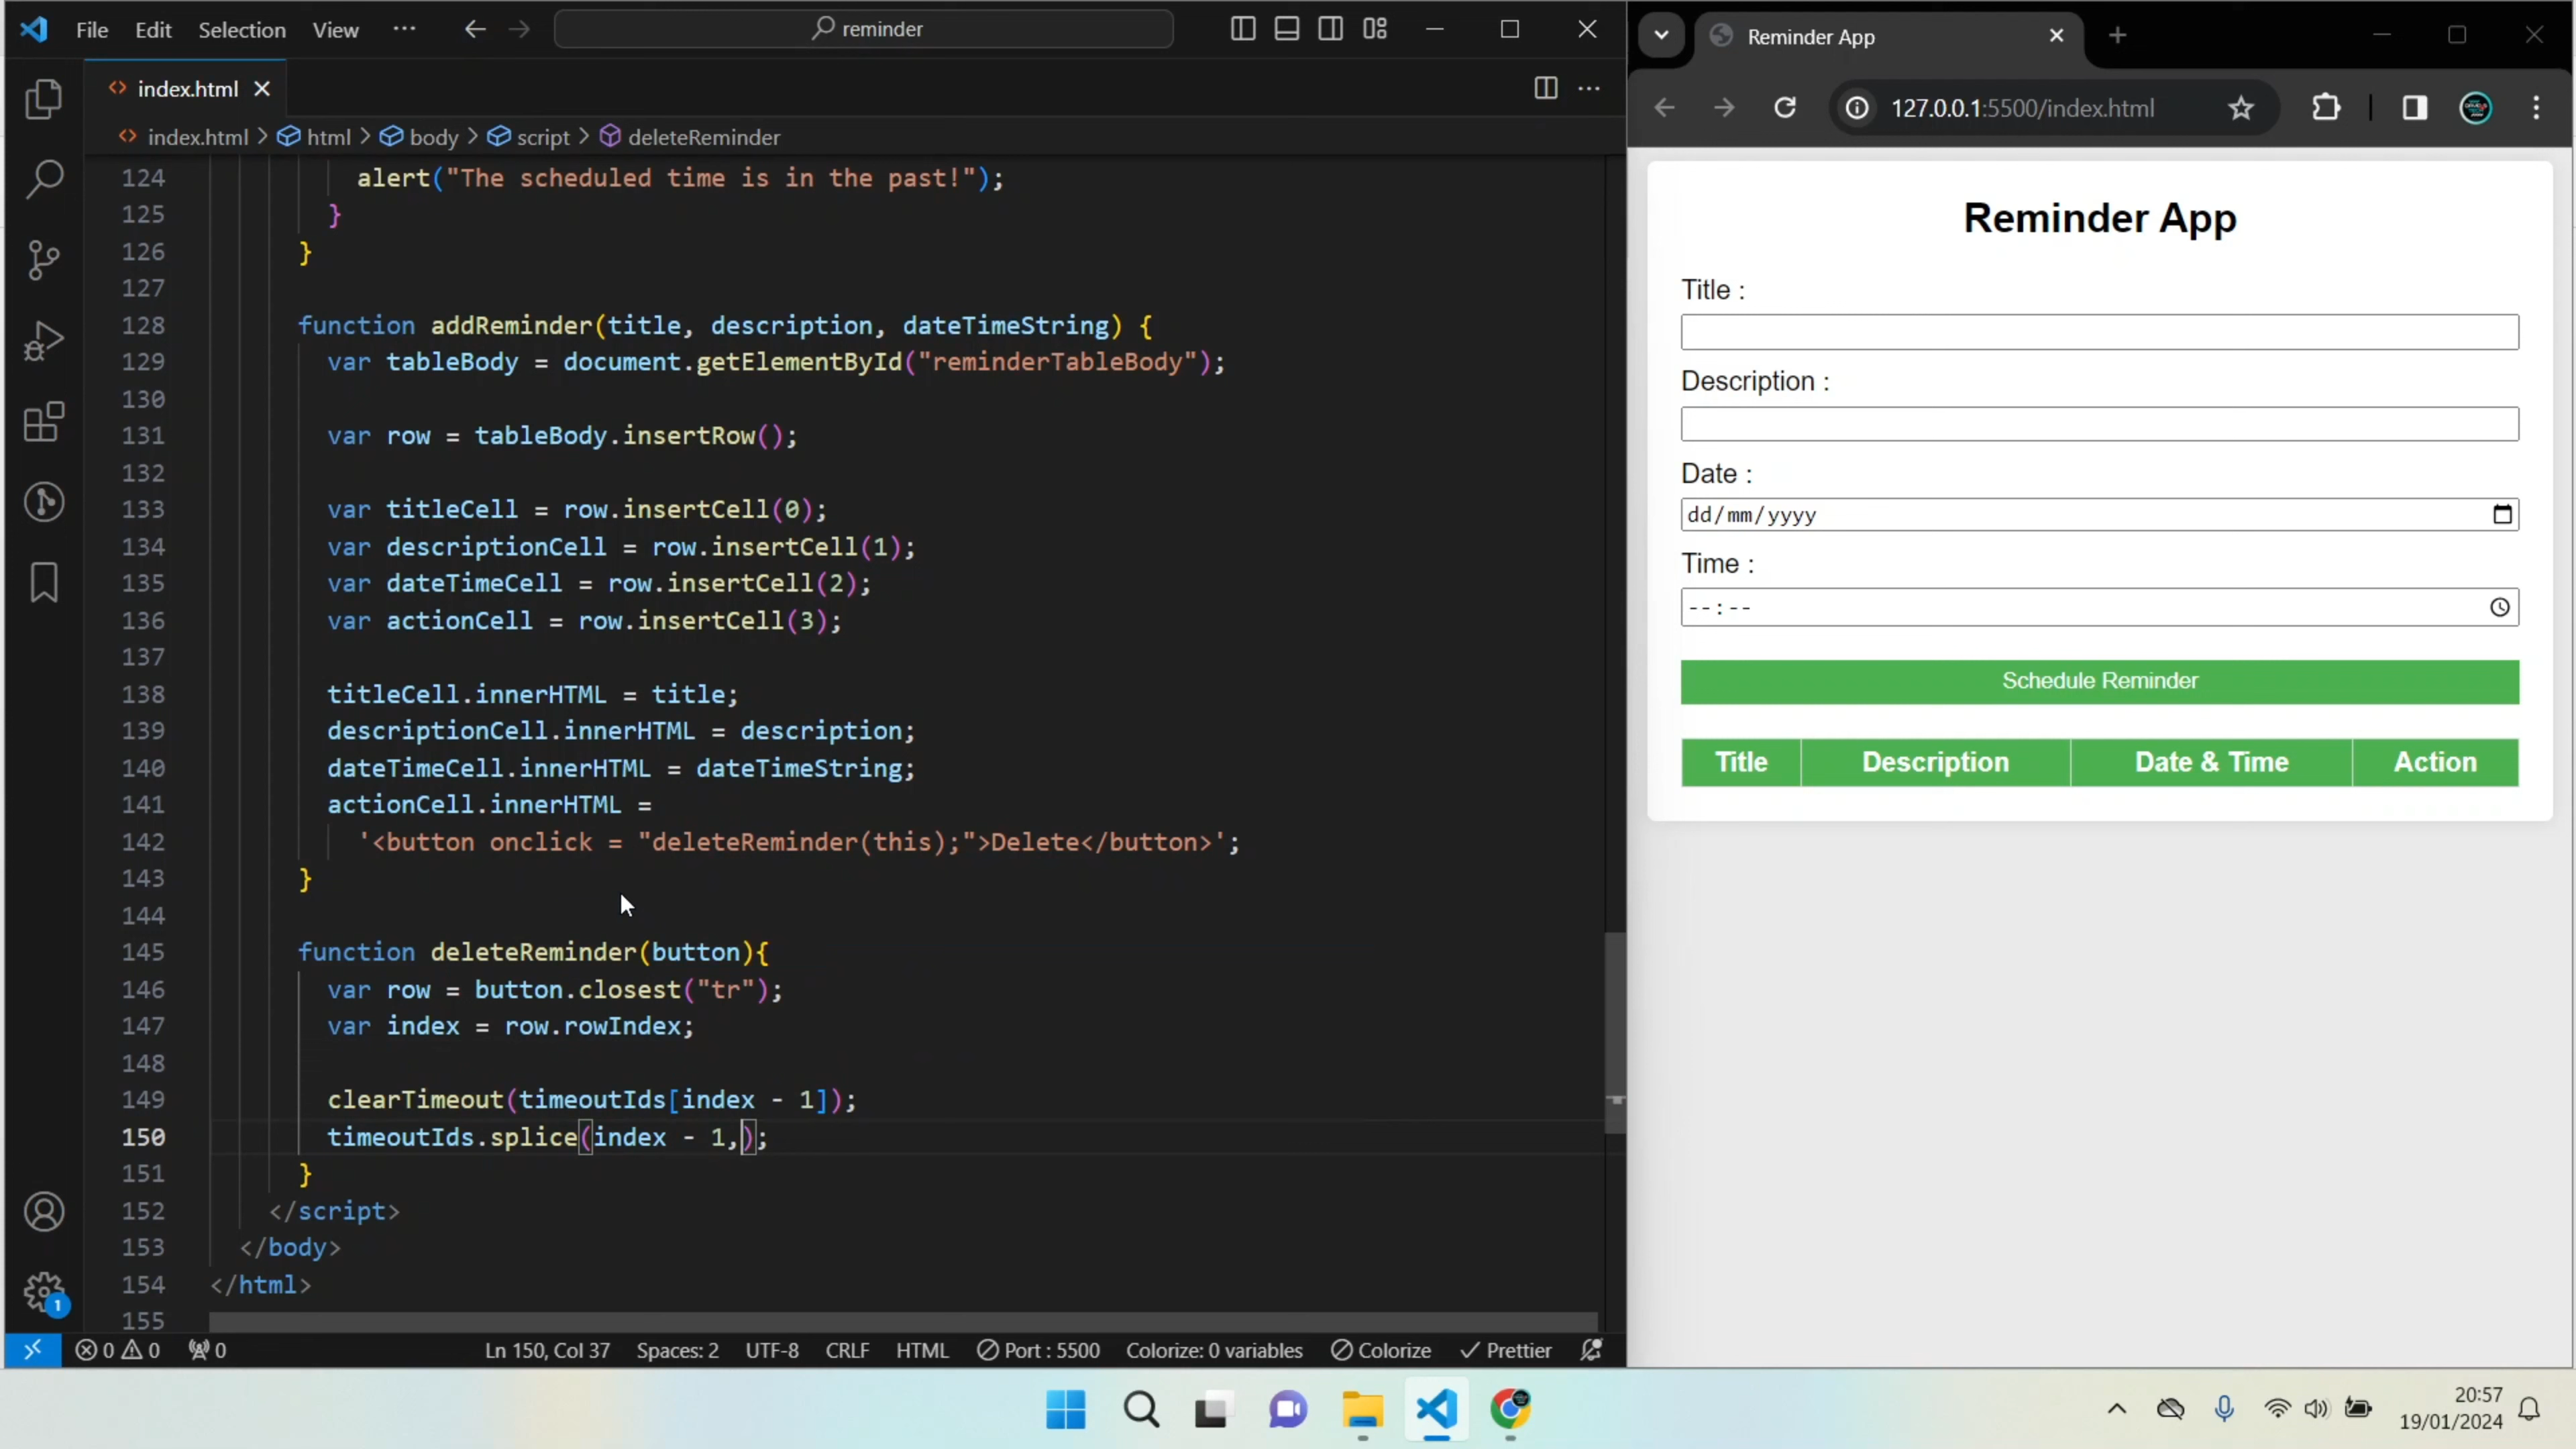 File Edit Selection View ··· reminder
index.html
index.html > html > body > script > deleteReminder
124 alert("The scheduled time is in the past!");
125 }
126 }
127
128 function addReminder(title, description, dateTimeString) {
129 var tableBody = document.getElementById("reminderTableBody");
130
131 var row = tableBody.insertRow();
132
133 var titleCell = row.insertCell(0);
134 var descriptionCell = row.insertCell(1);
135 var dateTimeCell = row.insertCell(2);
136 var actionCell = row.insertCell(3);
137
138 titleCell.innerHTML = title;
139 descriptionCell.innerHTML = description;
140 dateTimeCell.innerHTML = dateTimeString;
141 actionCell.innerHTML =
142 '<button onclick = "deleteReminder(this);">Delete</button>';
143 }
144
145 function deleteReminder(button){
146 var row = button.closest("tr");
147 var index = row.rowIndex;
148
149 clearTimeout(timeoutIds[index - 1]);
150 timeoutIds.splice(index - 1,);
151 }
152 </script>
153 </body>
154 </html>
155
1 0 0 0 Ln 150, Col 37 Spaces: 2 UTF-8 CRLF HTML Port : 5500 Colorize: 0 variables Colorize Prettier
Reminder App
127.0.0.1:5500/index.html
Reminder App
Title :
Description :
Date :
dd/mm/yyyy
Time :
--:--
Schedule Reminder
Title Description Date & Time Action
20:57
19/01/2024